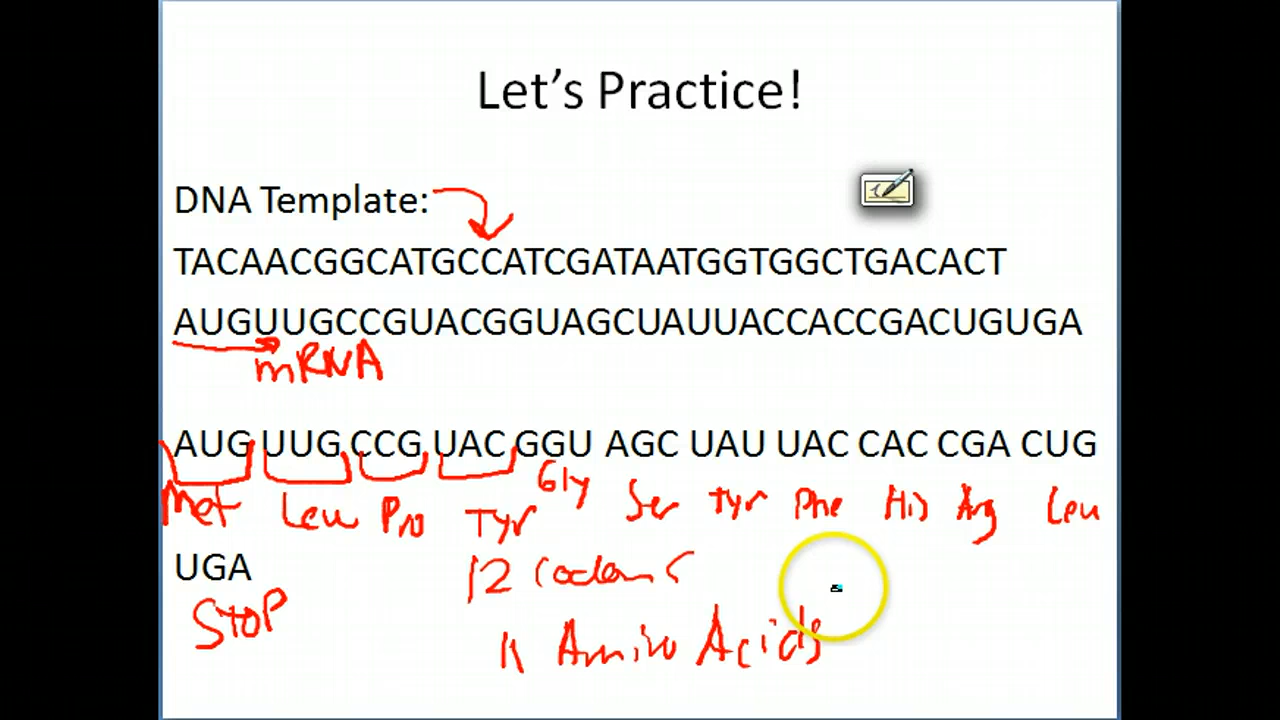 Let's Practice!
DNA Template:
TACAACGGCATGCCATCGATAATGGTGGCTGACACT
AUGUUGCCGUACGGUAGCUAUUACCACCGACUGUGA
mRNA
AUG UUG CCG UAC GGU AGC UAU UAC CAC CGA CUG
Met Leu Pro Tyr Gly Ser Tyr Phe His Arg Leu
UGA
STOP
12 Codons
11 Amino Acids